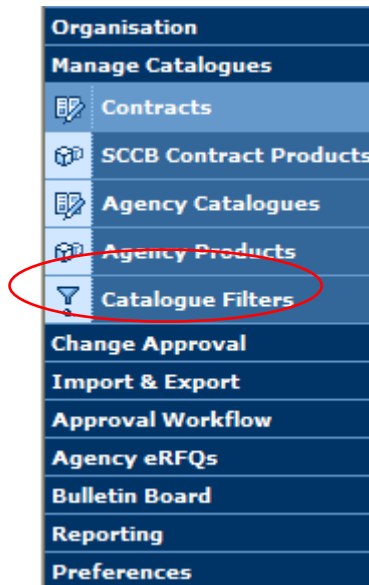 Organisation
Manage Catalogues
Contracts
SCCB Contract Products
Agency Catalogues
Agency Products
Catalogue Filters
Change Approval
Import & Export
Approval Workflow
Agency eRFQs
Bulletin Board
Reporting
Preferences